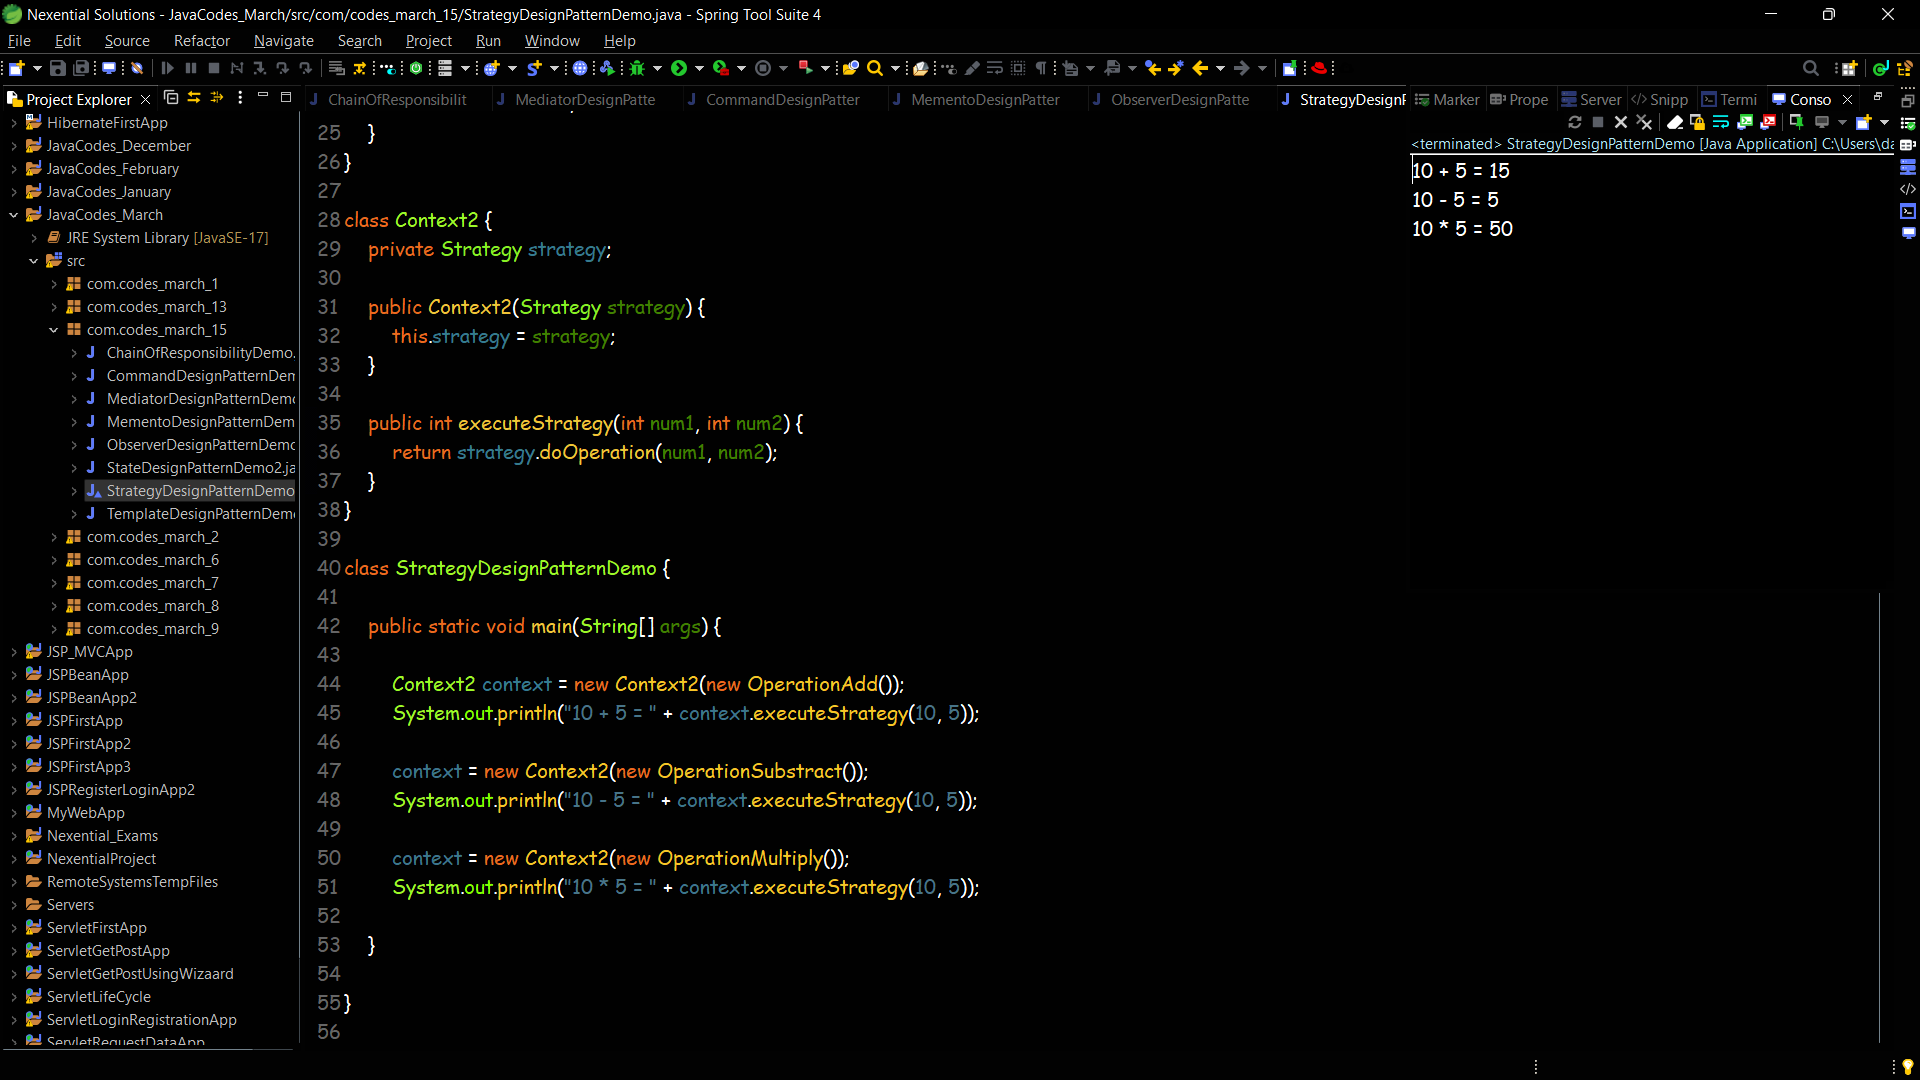 Nexential Solutions - JavaCodes_March/src/com/codes_march_15/StrategyDesignPatternDemo.java - Spring Tool Suite 4
File Edit Source Refactor Navigate Search Project Run Window Help
Project Explorer
HibernateFirstApp
JavaCodes_December
JavaCodes_February
JavaCodes_January
JavaCodes_March
JRE System Library [JavaSE-17]
src
com.codes_march_1
com.codes_march_13
com.codes_march_15
ChainOfResponsibilityDemo.
CommandDesignPatternDem
MediatorDesignPatternDemo
MementoDesignPatternDem
ObserverDesignPatternDemo
StateDesignPatternDemo2.ja
StrategyDesignPatternDemo
TemplateDesignPatternDem
com.codes_march_2
com.codes_march_6
com.codes_march_7
com.codes_march_8
com.codes_march_9
JSP_MVCApp
JSPBeanApp
JSPBeanApp2
JSPFirstApp
JSPFirstApp2
JSPFirstApp3
JSPRegisterLoginApp2
MyWebApp
Nexential_Exams
NexentialProject
RemoteSystemsTempFiles
Servers
ServletFirstApp
ServletGetPostApp
ServletGetPostUsingWizaard
ServletLifeCycle
ServletLoginRegistrationApp
ServletRequestDataApp
ChainOfResponsibilit MediatorDesignPatte CommandDesignPatter MementoDesignPatter ObserverDesignPatte StrategyDesignP
25 }
26 }
27
28 class Context2 {
29 private Strategy strategy;
30
31 public Context2(Strategy strategy) {
32 this.strategy = strategy;
33 }
34
35 public int executeStrategy(int num1, int num2) {
36 return strategy.doOperation(num1, num2);
37 }
38 }
39
40 class StrategyDesignPatternDemo {
41
42 public static void main(String[] args) {
43
44 Context2 context = new Context2(new OperationAdd());
45 System.out.println("10 + 5 = " + context.executeStrategy(10, 5));
46
47 context = new Context2(new OperationSubstract());
48 System.out.println("10 - 5 = " + context.executeStrategy(10, 5));
49
50 context = new Context2(new OperationMultiply());
51 System.out.println("10 * 5 = " + context.executeStrategy(10, 5));
52
53 }
54
55 }
56
Marker Prope Server Snipp Termi Conso
<terminated> StrategyDesignPatternDemo [Java Application] C:\Users\da
10 + 5 = 15
10 - 5 = 5
10 * 5 = 50